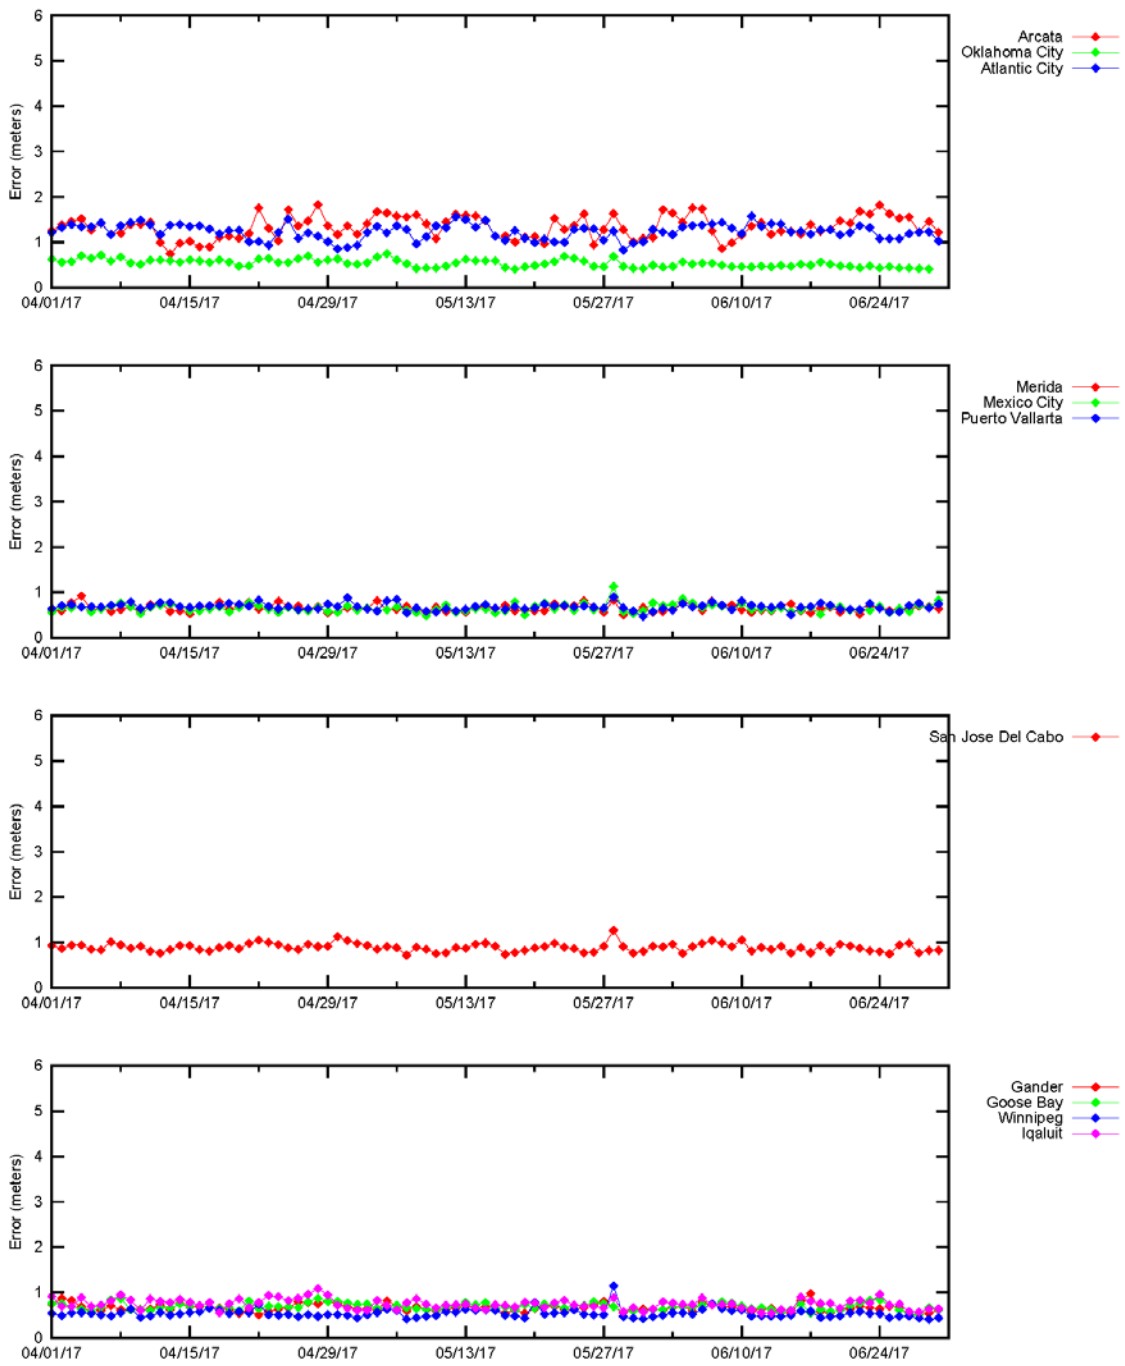 6
5
4
3
2
1
0
Error (meters)
04/01/17 04/15/17 04/29/17 05/13/17 05/27/17 06/10/17 06/24/17
Arcata
Oklahoma City
Atlantic City
6
5
4
3
2
1
0
Error (meters)
04/01/17 04/15/17 04/29/17 05/13/17 05/27/17 06/10/17 06/24/17
Merida
Mexico City
Puerto Vallarta
6
5
4
3
2
1
0
Error (meters)
04/01/17 04/15/17 04/29/17 05/13/17 05/27/17 06/10/17 06/24/17
San Jose Del Cabo
6
5
4
3
2
1
0
Error (meters)
04/01/17 04/15/17 04/29/17 05/13/17 05/27/17 06/10/17 06/24/17
Gander
Goose Bay
Winnipeg
Iqaluit